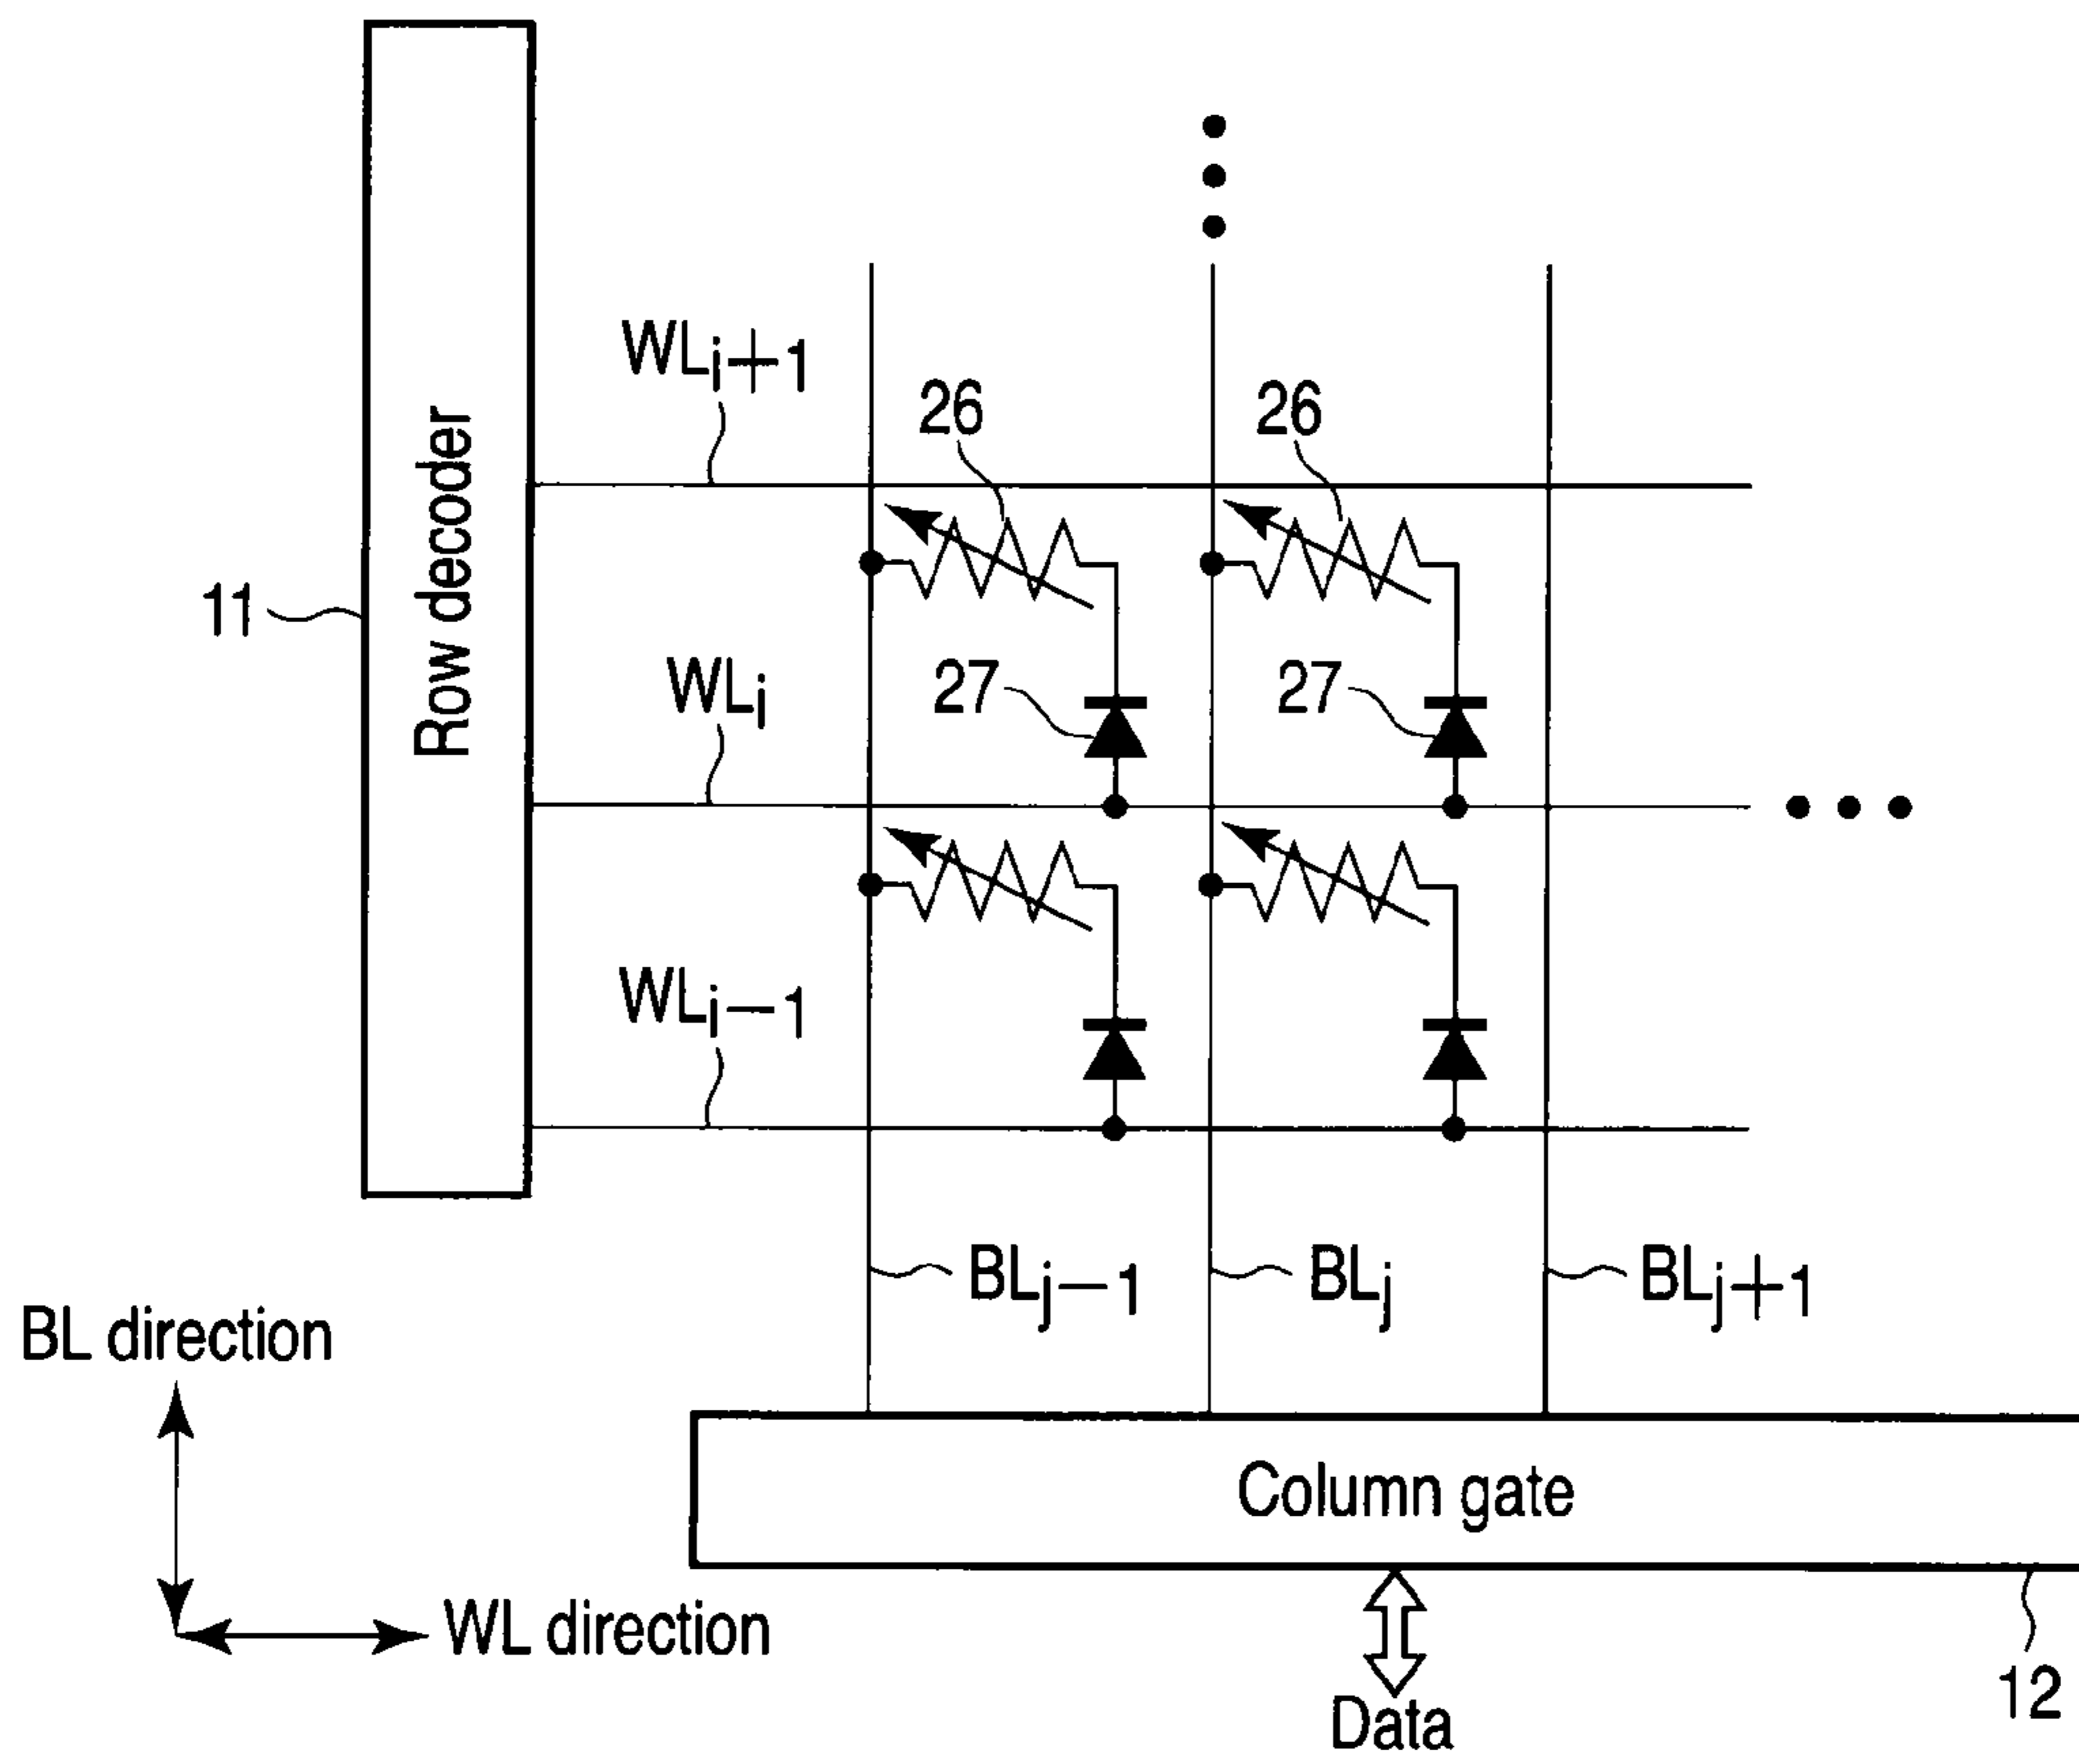 WLi+1
26
26
Row decoder
11
WLi
27
27
WLi−1
BLj−1
BLj
BLj+1
BL direction
Column gate
WL direction
12
Data